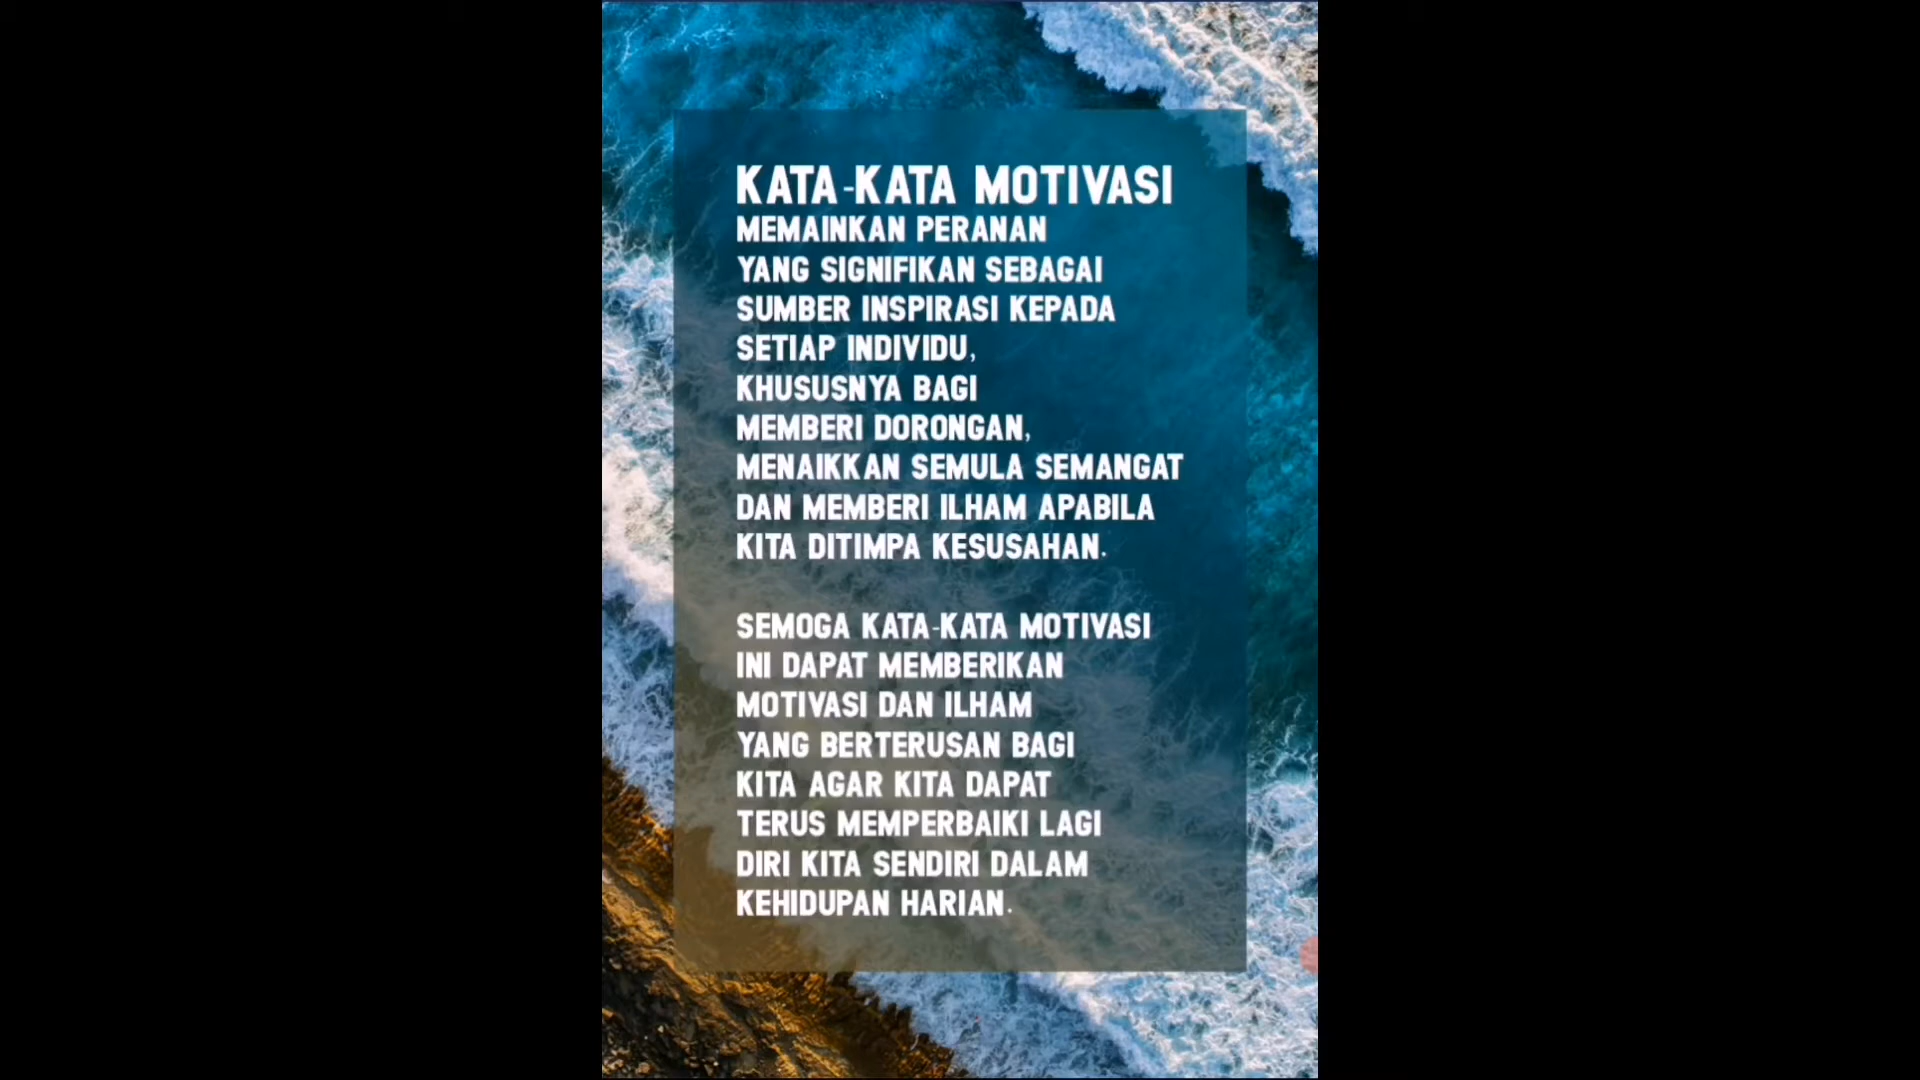 KATA-KATA MOTIVASI
MEMAINKAN PERANAN
YANG SIGNIFIKAN SEBAGAI
SUMBER INSPIRASI KEPADA
SETIAP INDIVIDU,
KHUSUSNYA BAGI
MEMBERI DORONGAN,
MENAIKKAN SEMULA SEMANGAT
DAN MEMBERI ILHAM APABILA
KITA DITIMPA KESUSAHAN.
SEMOGA KATA-KATA MOTIVASI
INI DAPAT MEMBERIKAN
MOTIVASI DAN ILHAM
YANG BERTERUSAN BAGI
KITA AGAR KITA DAPAT
TERUS MEMPERBAIKI LAGI
DIRI KITA SENDIRI DALAM
KEHIDUPAN HARIAN.